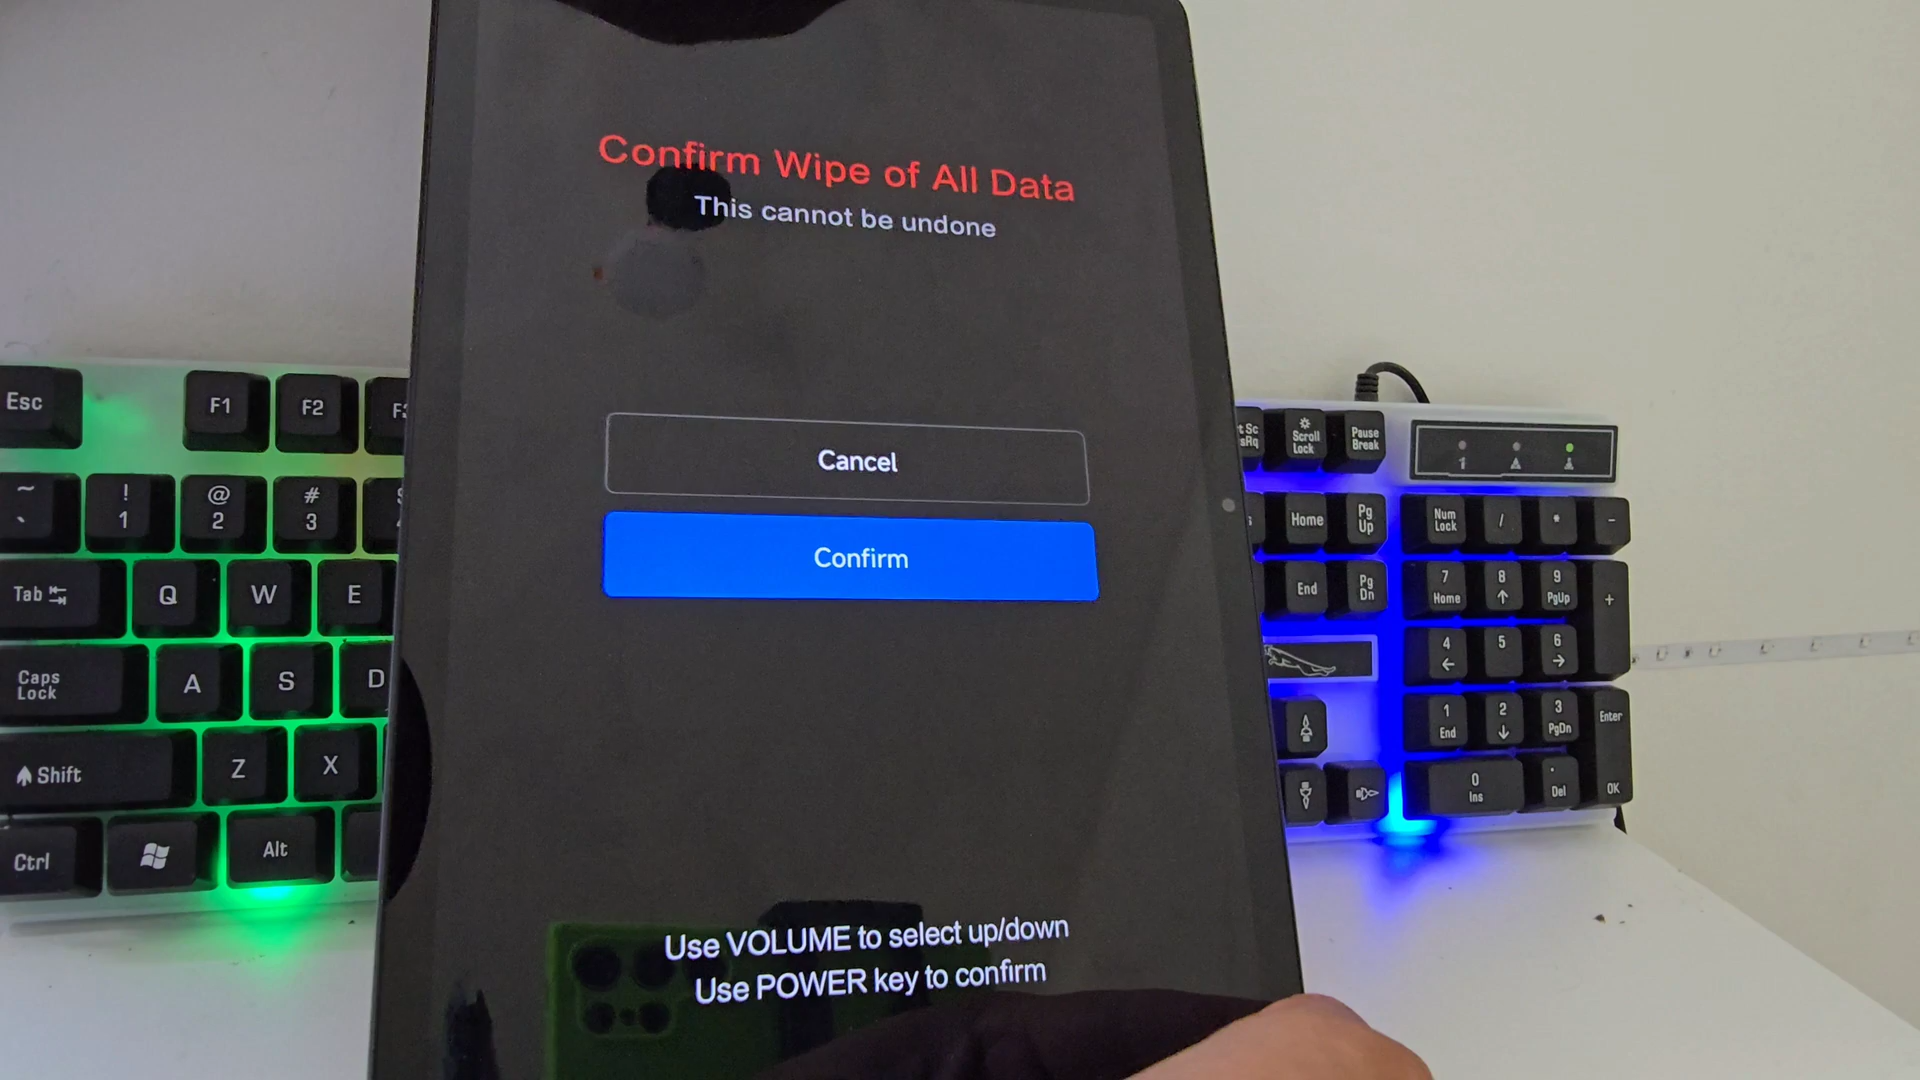 Confirm Wipe of All Data
This cannot be undone
Cancel
Confirm
Use VOLUME to select up/down
Use POWER key to confirm
Esc
F1
F2
~
`
!
1
@
2
#
3
Tab
Q
W
E
Caps
Lock
A
S
D
Shift
Z
X
Ctrl
Alt
Scroll
Lock
Pause
Break
Home
Pg
Up
End
Pg
Dn
1
A
Num
Lock
/
*
-
7
Home
8
↑
9
PgUp
+
4
←
5
6
→
1
End
2
↓
3
PgDn
Enter
OK
0
Ins
.
Del